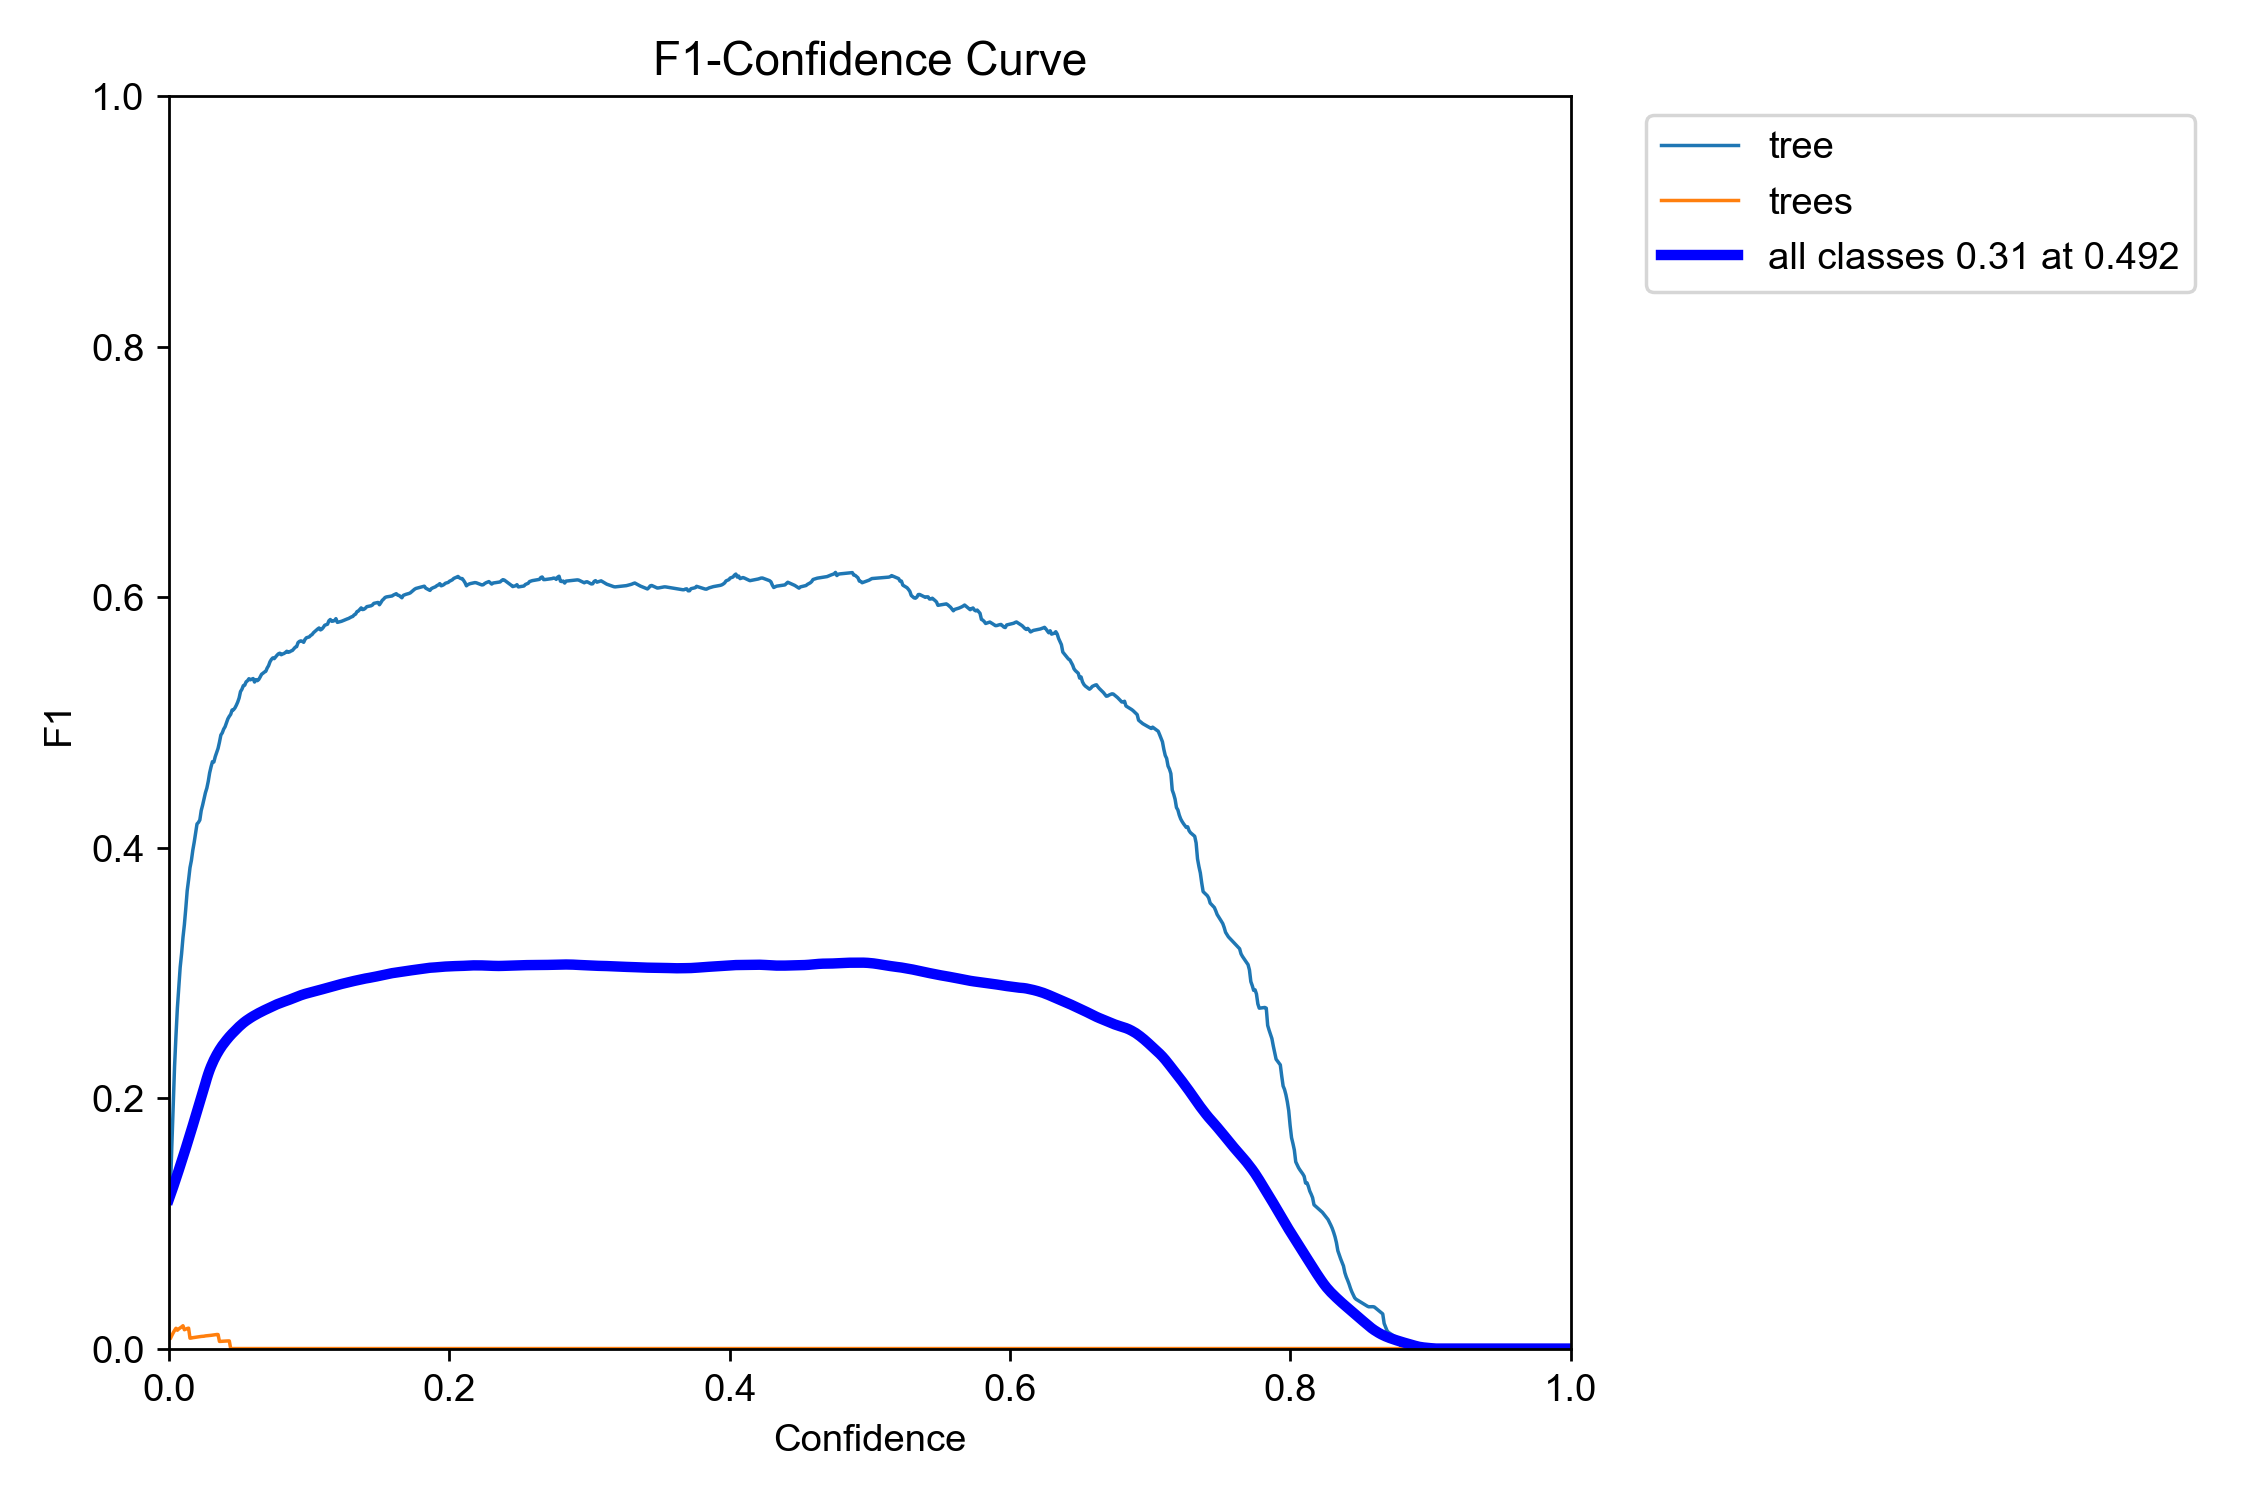 F1-Confidence Curve
1.0
0.8
0.6
0.4
0.2
0.0
F1
0.0 0.2 0.4 0.6 0.8 1.0
Confidence
tree
trees
all classes 0.31 at 0.492